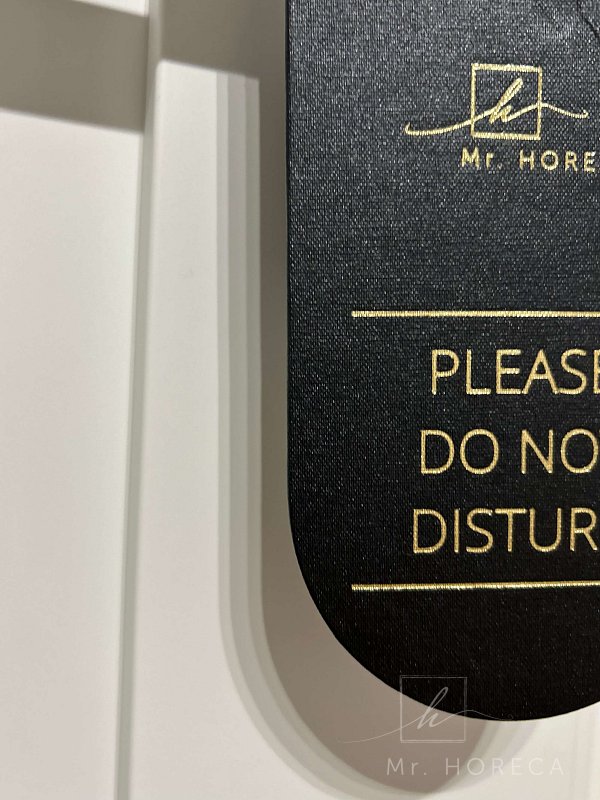 h
Mr. HORE
PLEASE
DO NO
DISTUR
h
Mr. HORECA